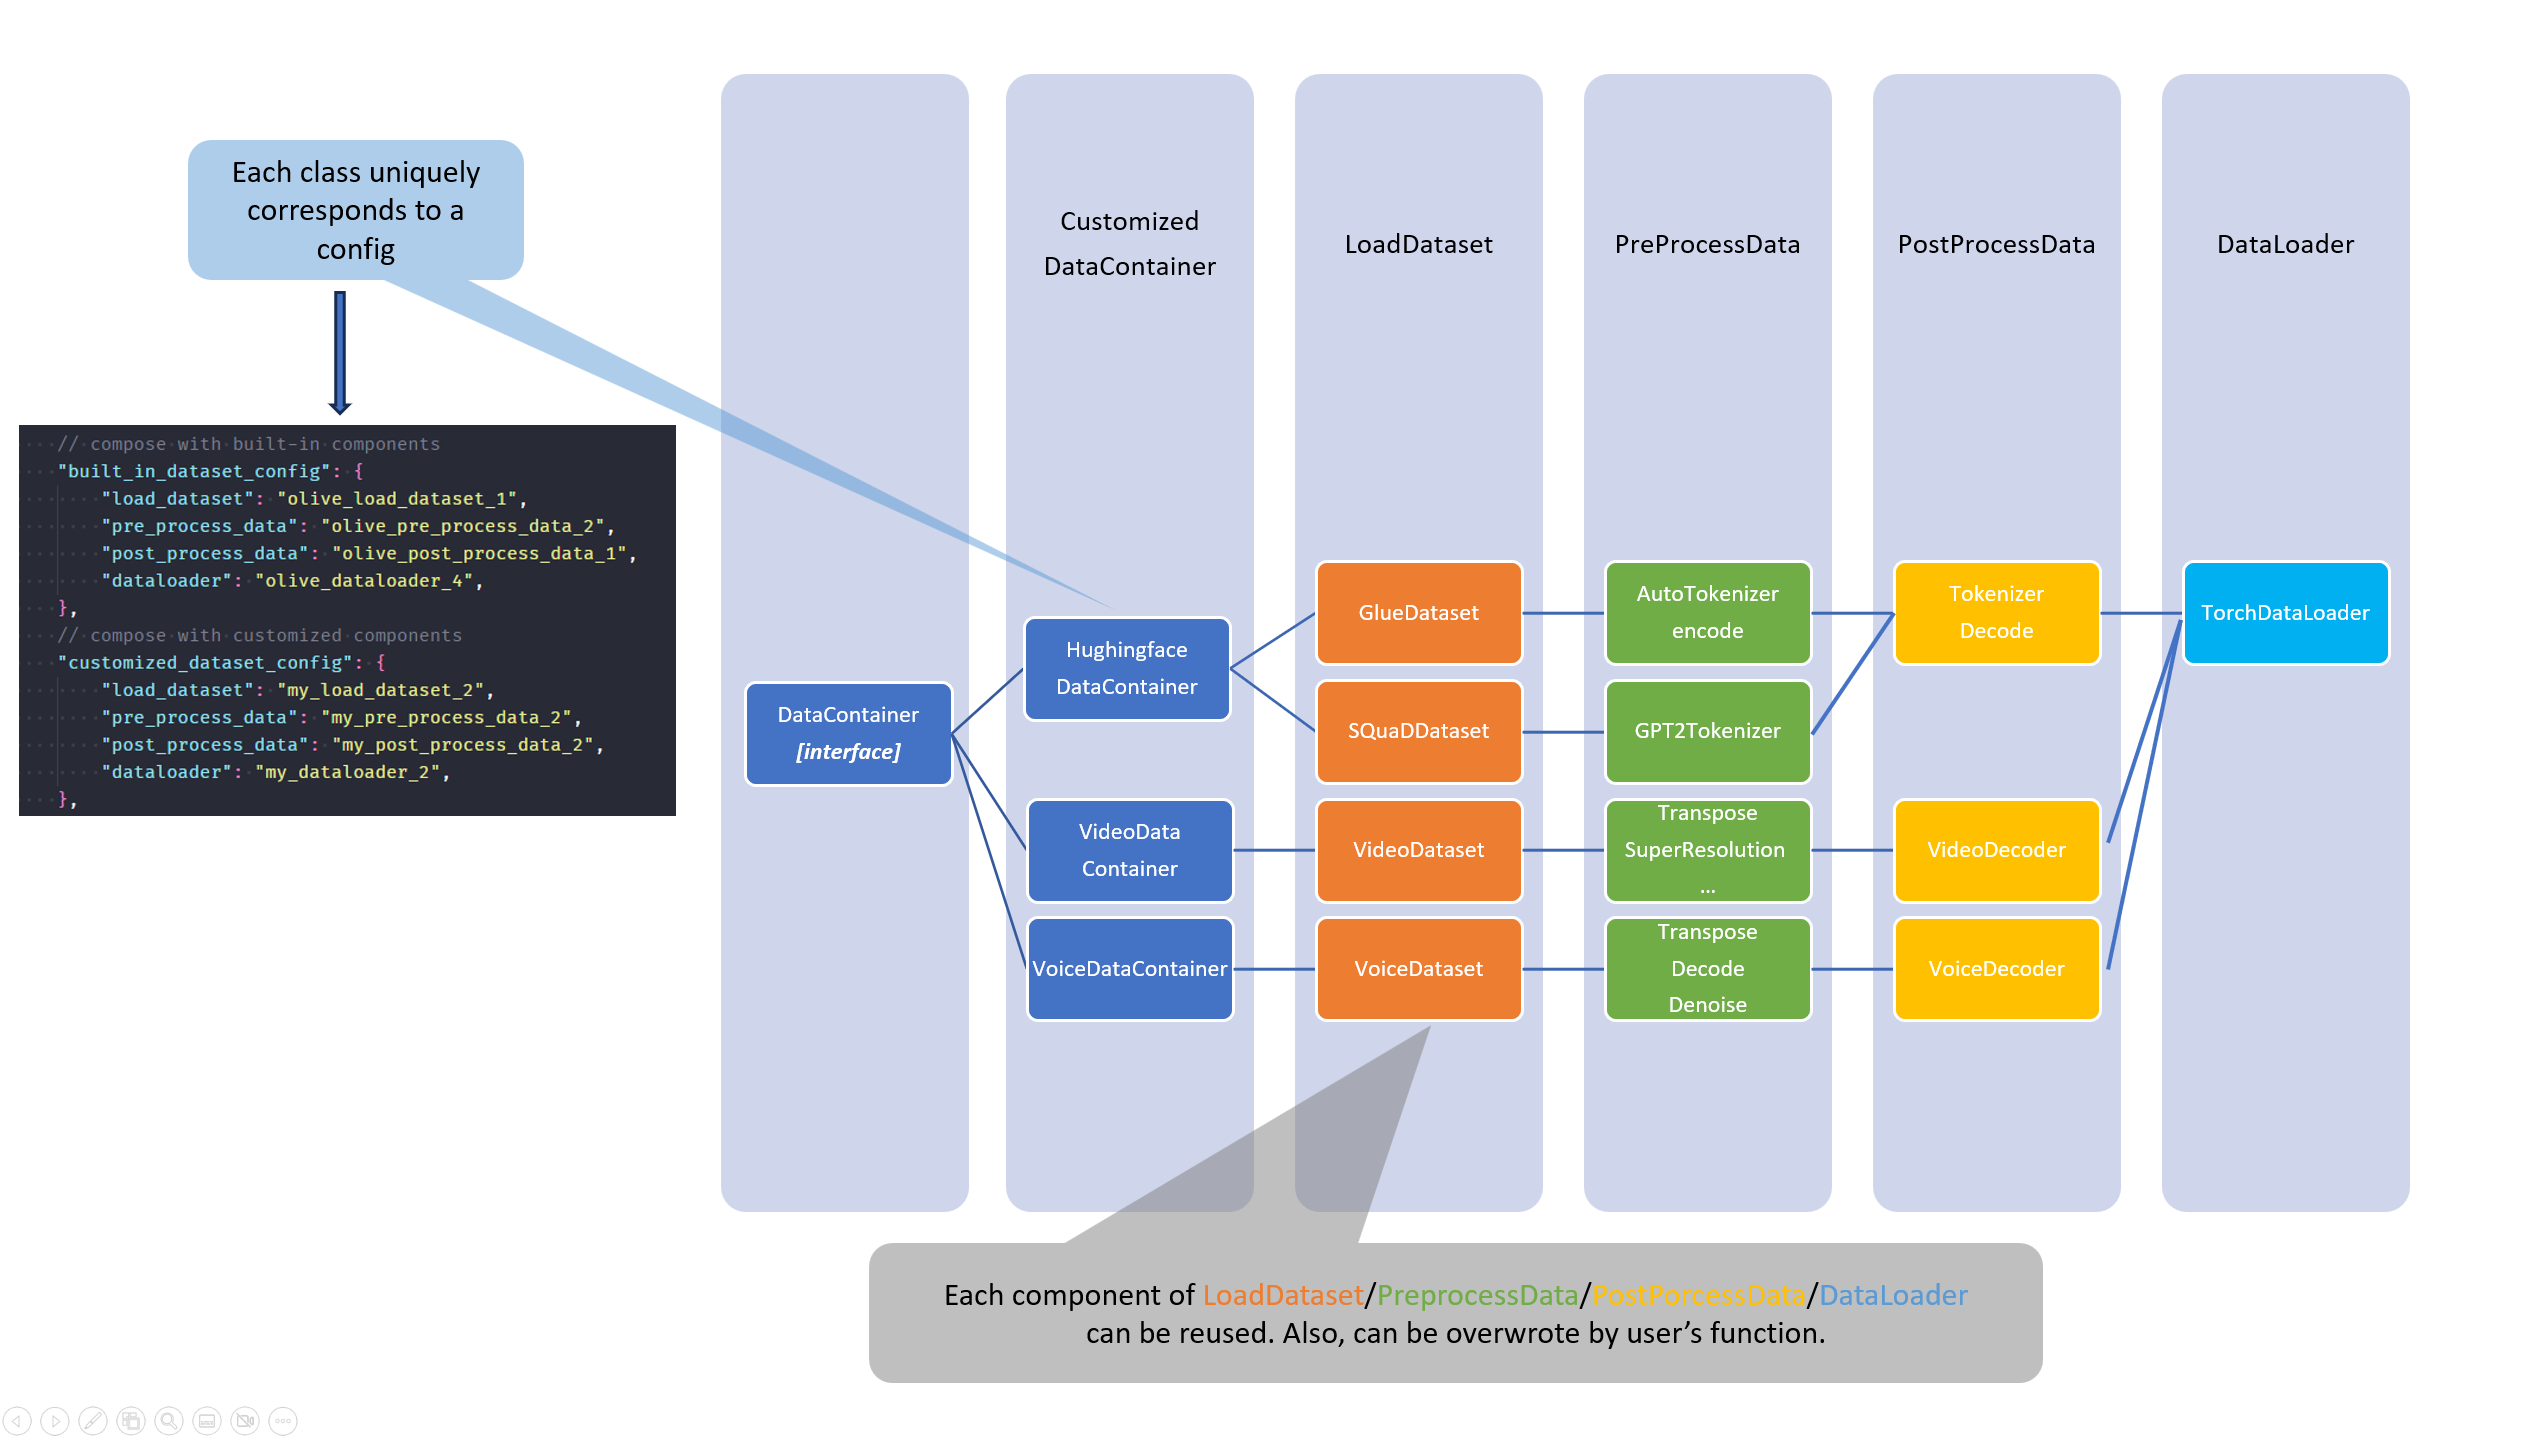 Each class uniquely
corresponds to a
config
// compose with built-in components
"built_in_dataset_config": {
"load_dataset": "olive_load_dataset_1",
"pre_process_data": "olive_pre_process_data_2",
"post_process_data": "olive_post_process_data_1",
"dataloader": "olive_dataloader_4",
},
// compose with customized components
"customized_dataset_config": {
"load_dataset": "my_load_dataset_2",
"pre_process_data": "my_pre_process_data_2",
"post_process_data": "my_post_process_data_2",
"dataloader": "my_dataloader_2",
},
DataContainer
[interface]
Customized
DataContainer
Hughingface
DataContainer
VideoData
Container
VoiceDataContainer
LoadDataset
GlueDataset
SQuaDDataset
VideoDataset
VoiceDataset
PreProcessData
AutoTokenizer
encode
GPT2Tokenizer
Transpose
SuperResolution
...
Transpose
Decode
Denoise
PostProcessData
Tokenizer
Decode
VideoDecoder
VoiceDecoder
DataLoader
TorchDataLoader
Each component of LoadDataset/PreprocessData/PostPorcessData/DataLoader
can be reused. Also, can be overwrote by user's function.